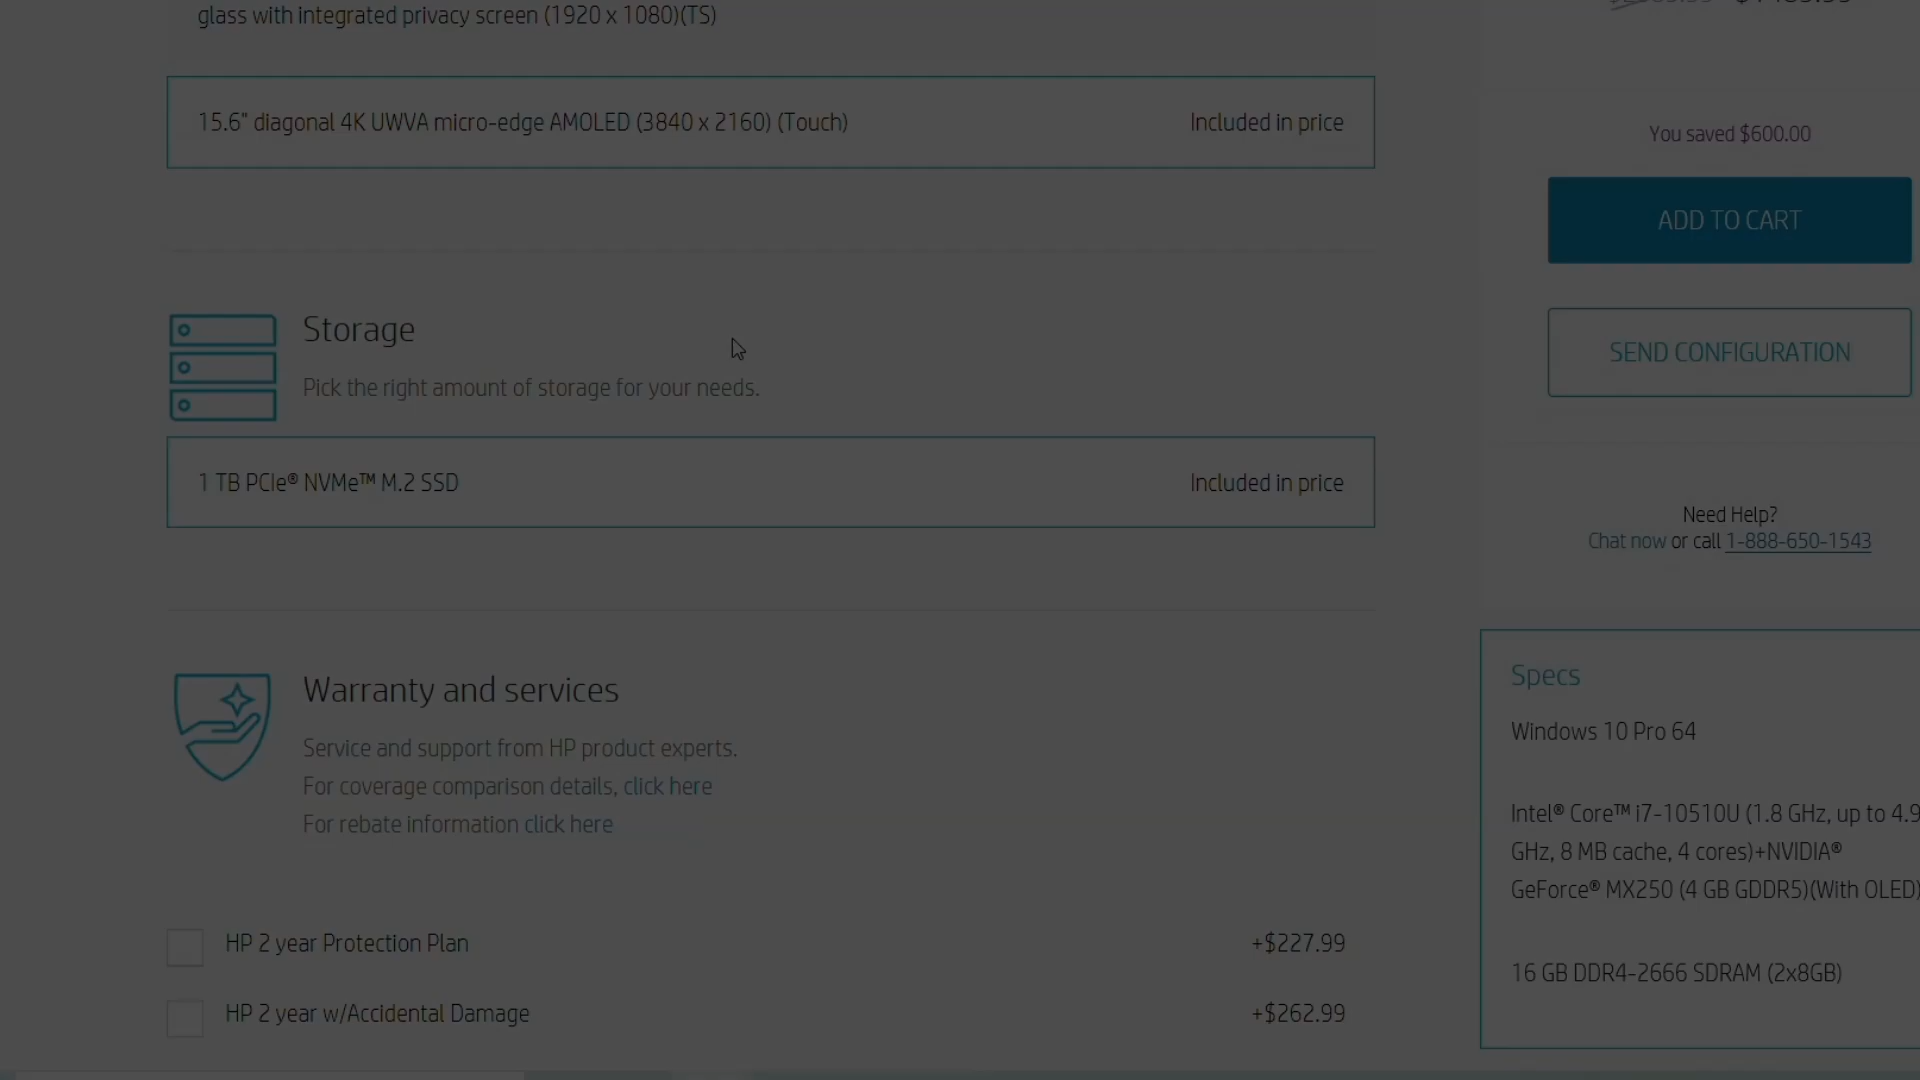 glass with integrated privacy screen (1920 x 1080)(TS)
15.6" diagonal 4K UWVA micro-edge AMOLED (3840 x 2160) (Touch) Included in price
You saved $600.00
ADD TO CART
Storage
SEND CONFIGURATION
Pick the right amount of storage for your needs.
1 TB PCIe® NVMe™ M.2 SSD Included in price
Need Help?
Chat now or call 1-888-650-1543
Warranty and services
Service and support from HP product experts.
For coverage comparison details, click here
For rebate information click here
HP 2 year Protection Plan +$227.99
HP 2 year w/Accidental Damage +$262.99
Specs
Windows 10 Pro 64
Intel® Core™ i7-10510U (1.8 GHz, up to 4.9
GHz, 8 MB cache, 4 cores)+NVIDIA®
GeForce® MX250 (4 GB GDDR5)(With OLED)
16 GB DDR4-2666 SDRAM (2x8GB)